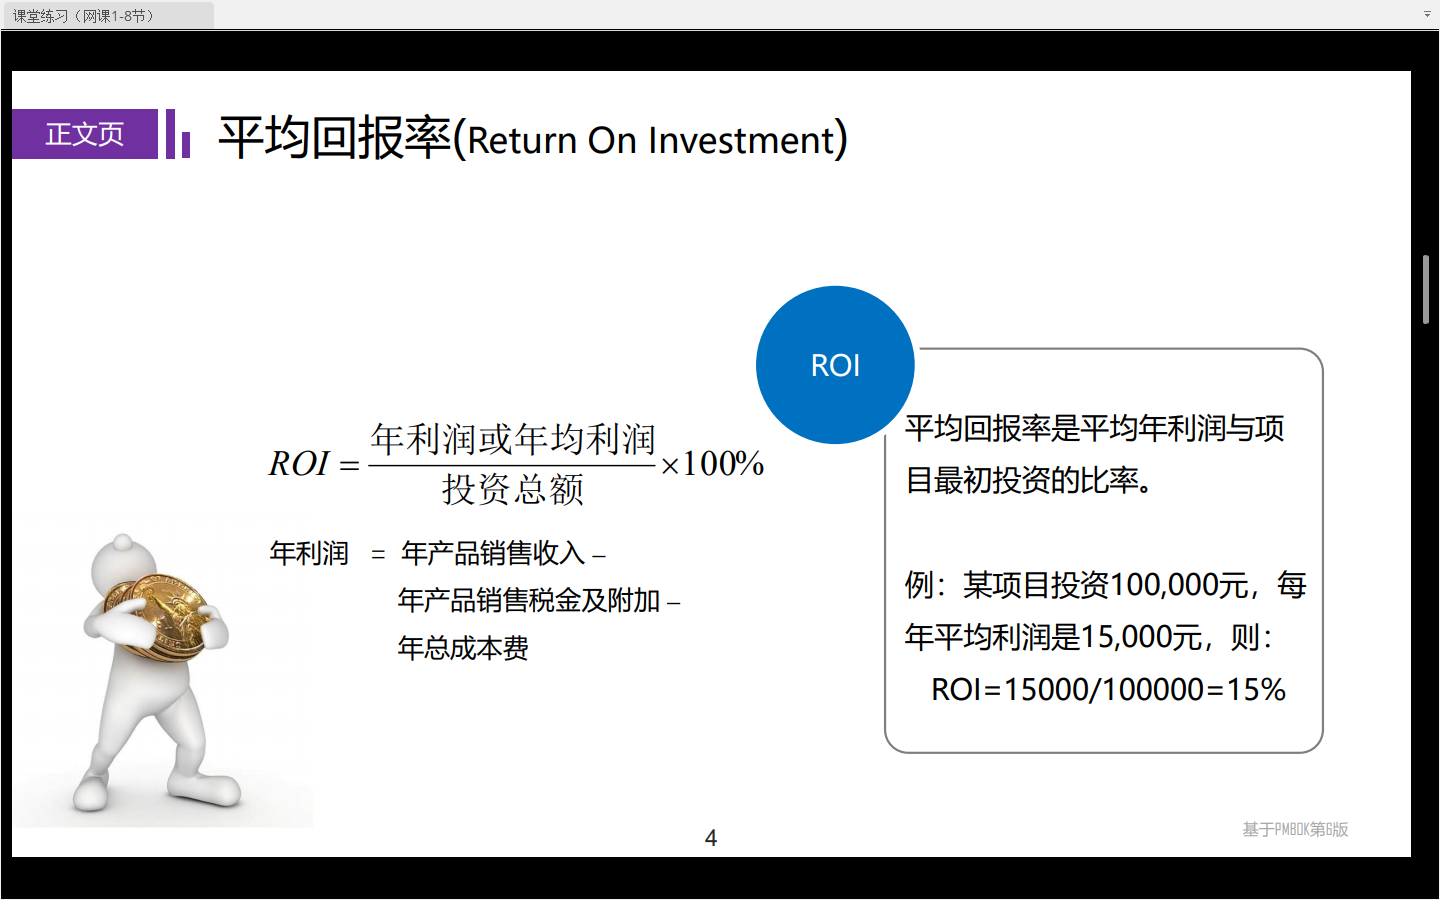 课堂练习（网课1-8节）
正文页
平均回报率(Return On Investment)
ROI
ROI = 年利润或年均利润
投资总额
×100%
年利润 = 年产品销售收入 –
年产品销售税金及附加 –
年总成本费
平均回报率是平均年利润与项
目最初投资的比率。
例：某项目投资100,000元，每
年平均利润是15,000元，则：
ROI=15000/100000=15%
4
基于PMBOK第6版